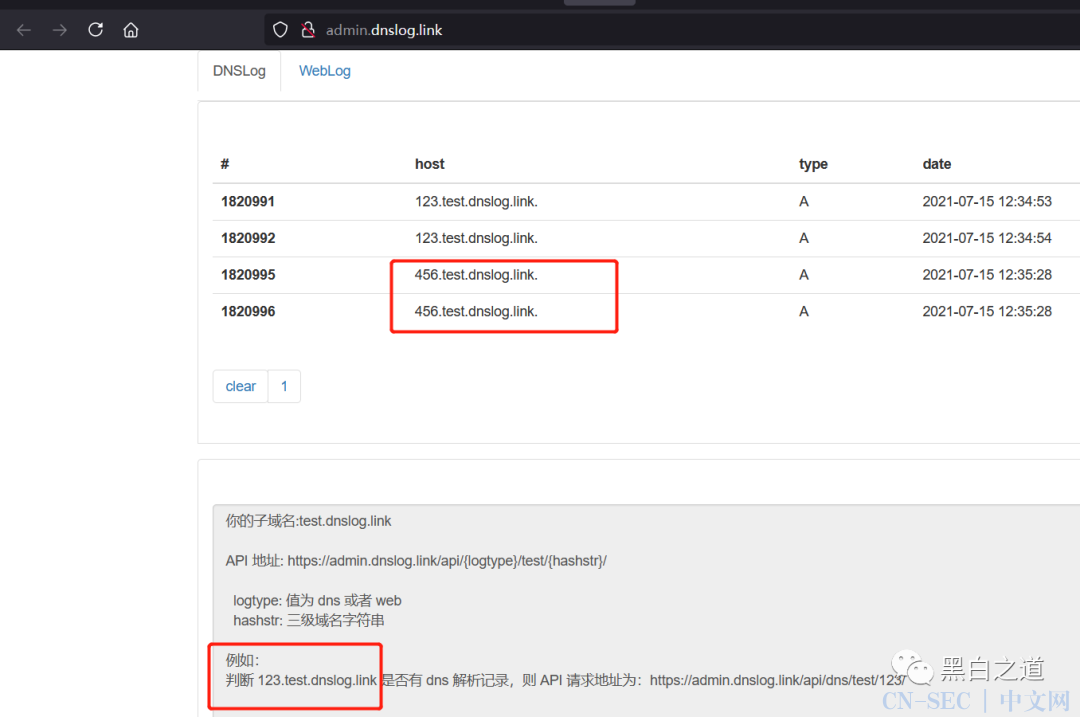 admin.dnslog.link
DNSLog WebLog
# host type date
1820991 123.test.dnslog.link. A 2021-07-15 12:34:53
1820992 123.test.dnslog.link. A 2021-07-15 12:34:54
1820995 456.test.dnslog.link. A 2021-07-15 12:35:28
1820996 456.test.dnslog.link. A 2021-07-15 12:35:28
clear 1
你的子域名:test.dnslog.link
API 地址: https://admin.dnslog.link/api/{logtype}/test/{hashstr}/
logtype: 值为 dns 或者 web
hashstr: 三级域名字符串
例如:
判断 123.test.dnslog.link 是否有 dns 解析记录，则 API 请求地址为：https://admin.dnslog.link/api/dns/test/123/
黑白之道
CN-SEC | 中文网